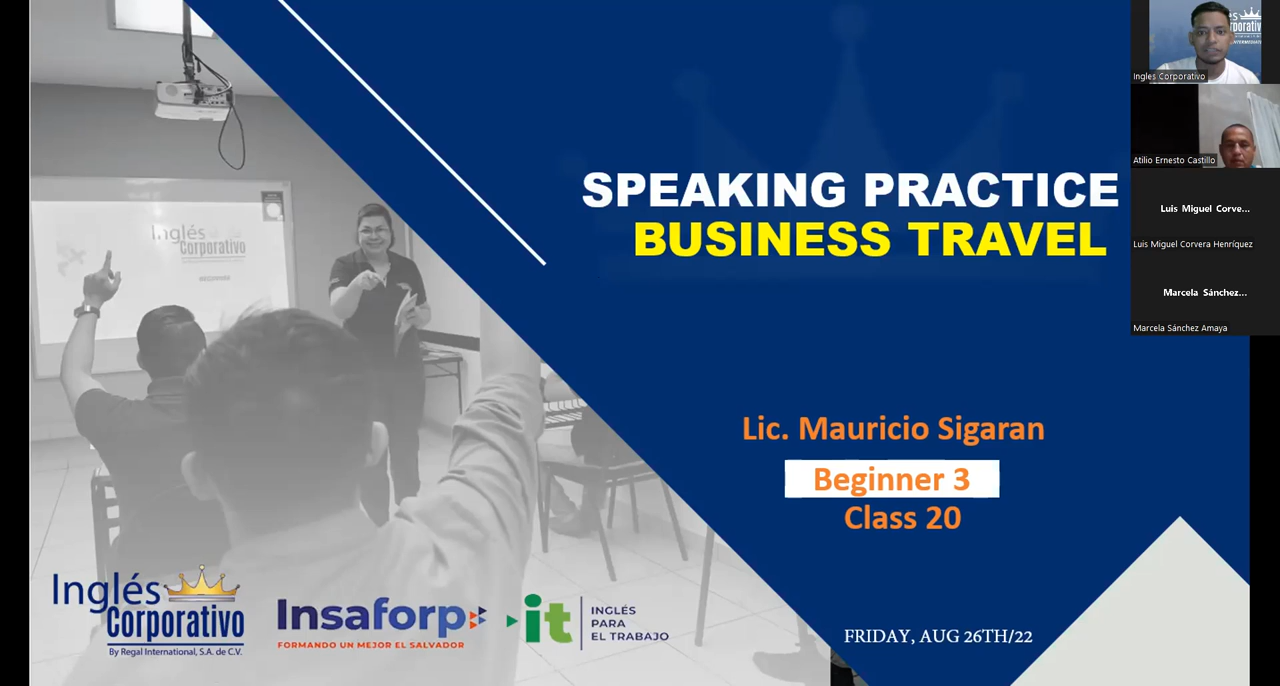 SPEAKING PRACTICE
BUSINESS TRAVEL
Lic. Mauricio Sigaran
Beginner 3
Class 20
FRIDAY, AUG 26TH/22
Inglés
Corporativo
Inglés
Corporativo
By Regal International, S.A. de C.V.
Insaforp
FORMANDO UN MEJOR EL SALVADOR
it
INGLÉS
PARA
EL TRABAJO
Ingles Corporativo
Atilio Ernesto Castillo
Luis Miguel Corve...
Luis Miguel Corvera Henríquez
Marcela Sánchez...
Marcela Sánchez Amaya